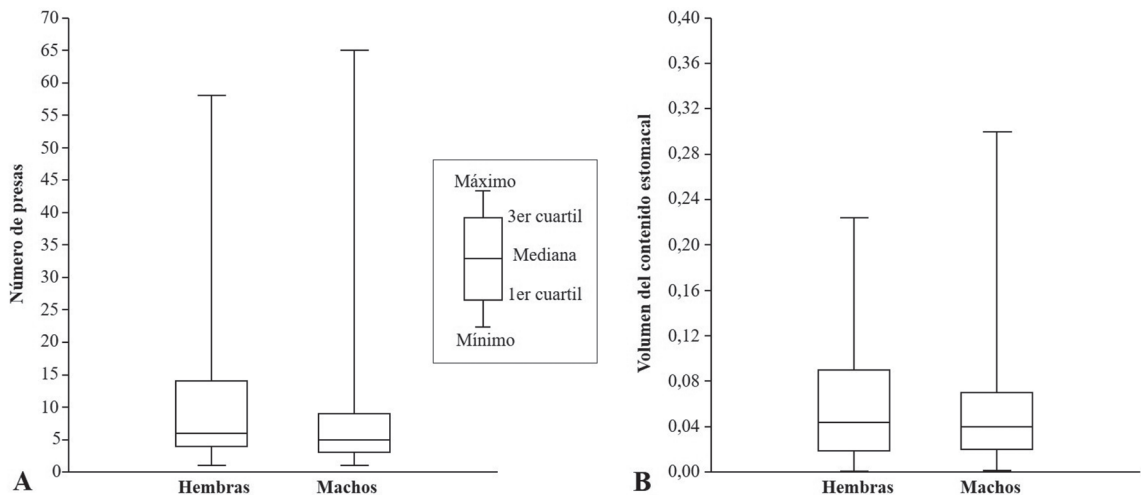 Número de presas
70
65
60
55
50
45
40
35
30
25
20
15
10
5
0
Hembras
Machos
A
Máximo
3er cuartil
Mediana
1er cuartil
Mínimo
Volumen del contenido estomacal
0,40
0,36
0,32
0,28
0,24
0,20
0,16
0,12
0,08
0,04
0,00
Hembras
Machos
B